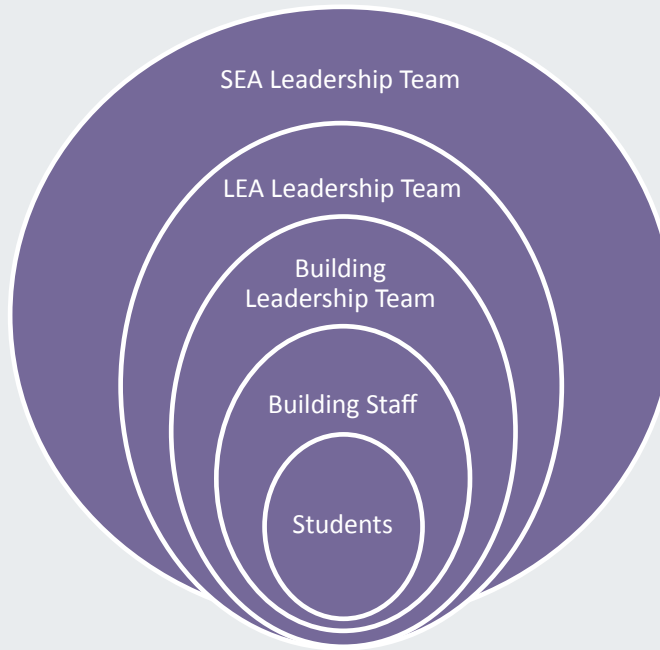 SEA Leadership Team
LEA Leadership Team
Building
Leadership Team
Building Staff
Students